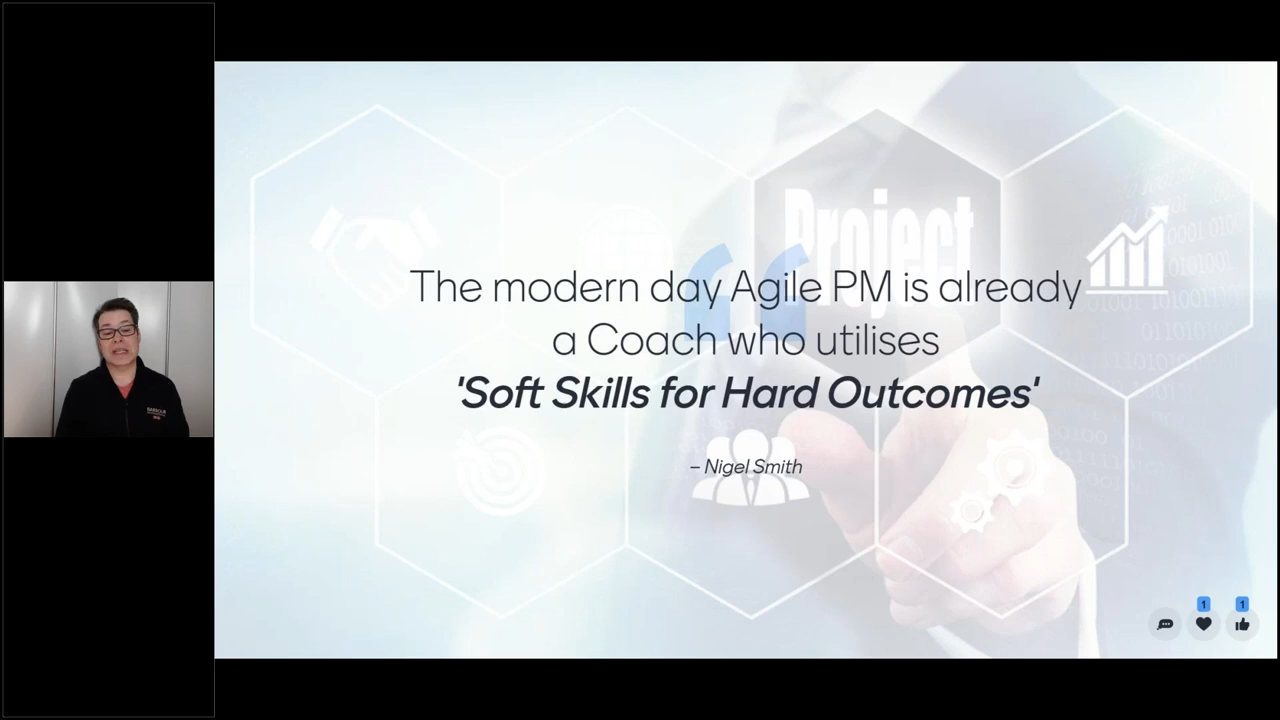 Project
The modern day Agile PM is already
a Coach who utilises
'Soft Skills for Hard Outcomes'
– Nigel Smith
BARBOUR
1 1